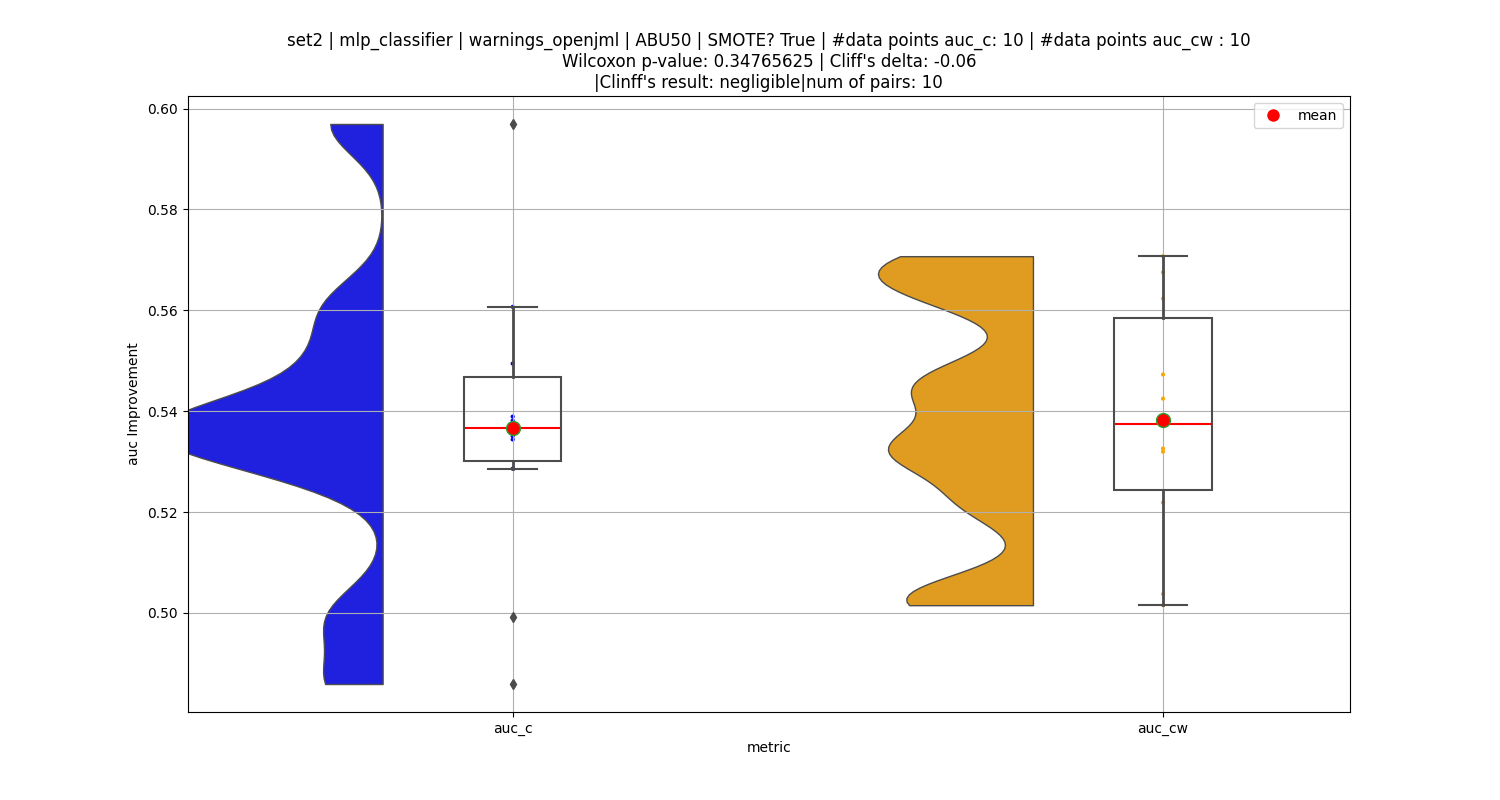 set2 | mlp_classifier | warnings_openjml | ABU50 | SMOTE? True | #data points auc_c: 10 | #data points auc_cw : 10
Wilcoxon p-value: 0.34765625 | Cliff's delta: -0.06
|Clinff's result: negligible|num of pairs: 10
mean
0.60
0.58
0.56
0.54
0.52
0.50
auc Improvement
auc_c
auc_cw
metric